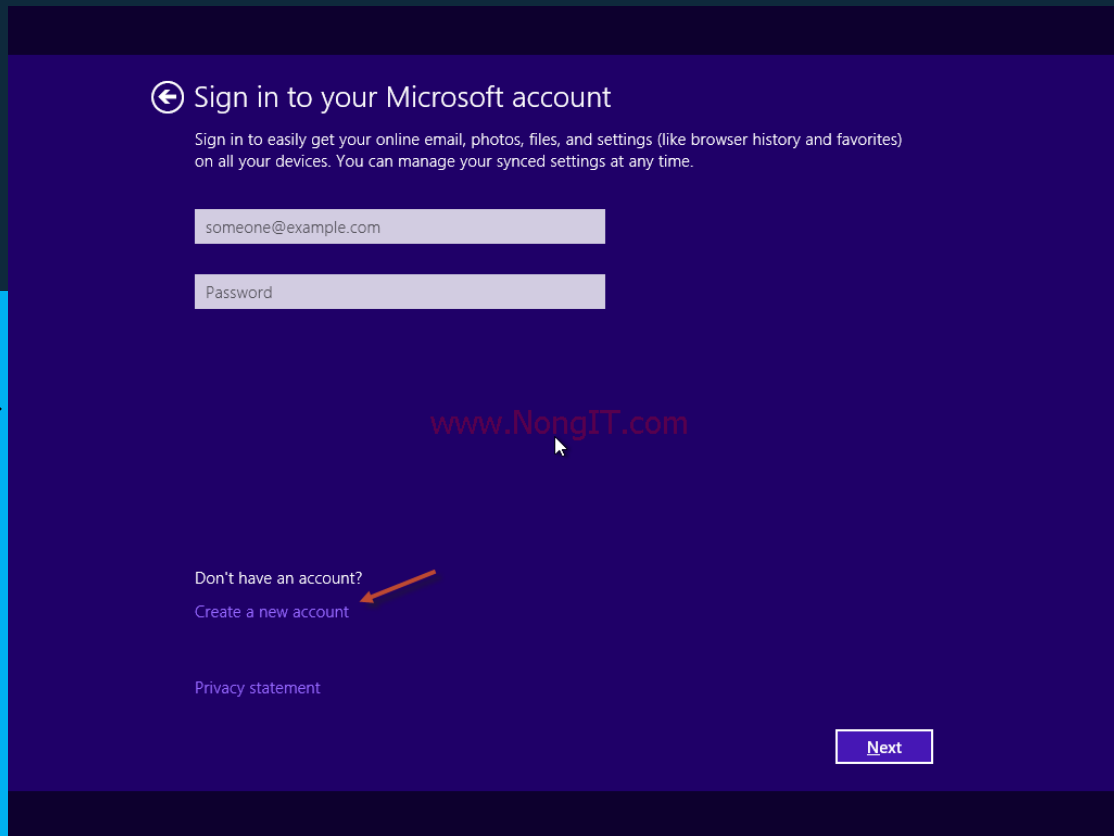 Sign in to your Microsoft account
Sign in to easily get your online email, photos, files, and settings (like browser history and favorites)
on all your devices. You can manage your synced settings at any time.
someone@example.com
Password
www.NongIT.com
Don't have an account?
Create a new account
Privacy statement
Next